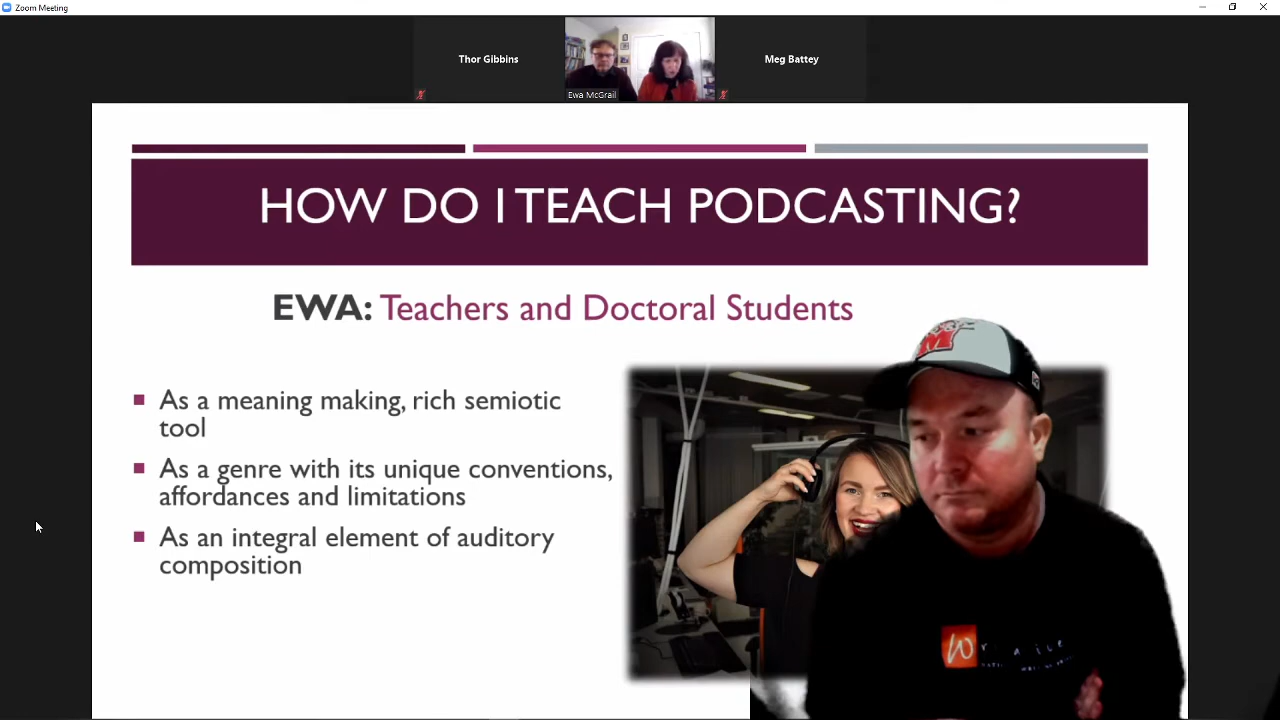 Zoom Meeting
Thor Gibbins
Ewa McGrail
Meg Battey
HOW DO I TEACH PODCASTING?
EWA: Teachers and Doctoral Students
As a meaning making, rich semiotic
tool
As a genre with its unique conventions,
affordances and limitations
As an integral element of auditory
composition
M
W